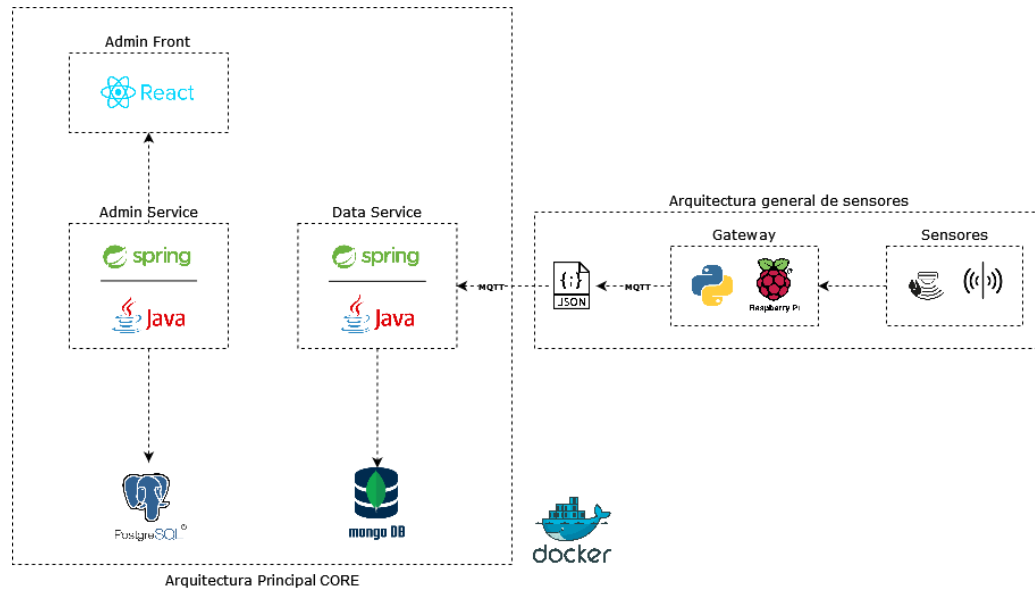 Admin Front
React
Admin Service
spring
Java
Data Service
spring
Java
Arquitectura general de sensores
Gateway
Sensores
MQTT
{;}
JSON
MQTT
Raspberry Pi
PostgreSQL
mongo DB
docker
Arquitectura Principal CORE